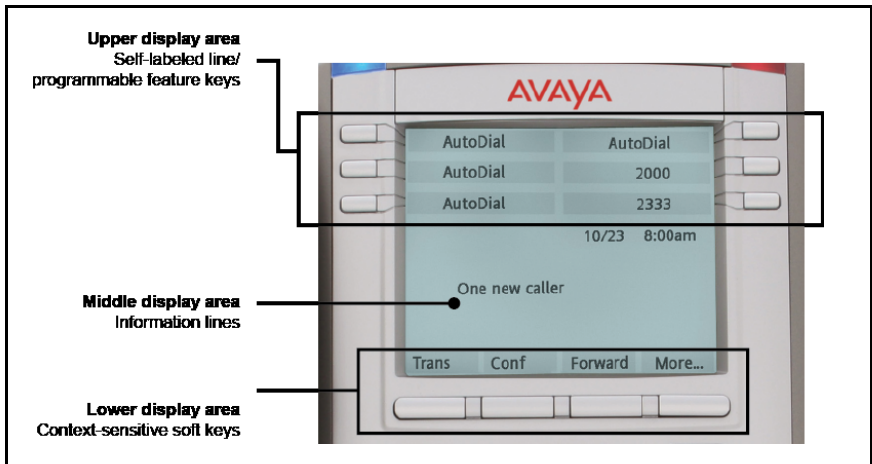 Upper display area
Self-labeled line/
programmable feature keys
AVAYA
AutoDial AutoDial
AutoDial 2000
AutoDial 2333
10/23 8:00am
One new caller
Middle display area
Information lines
Trans Conf Forward More...
Lower display area
Context-sensitive soft keys